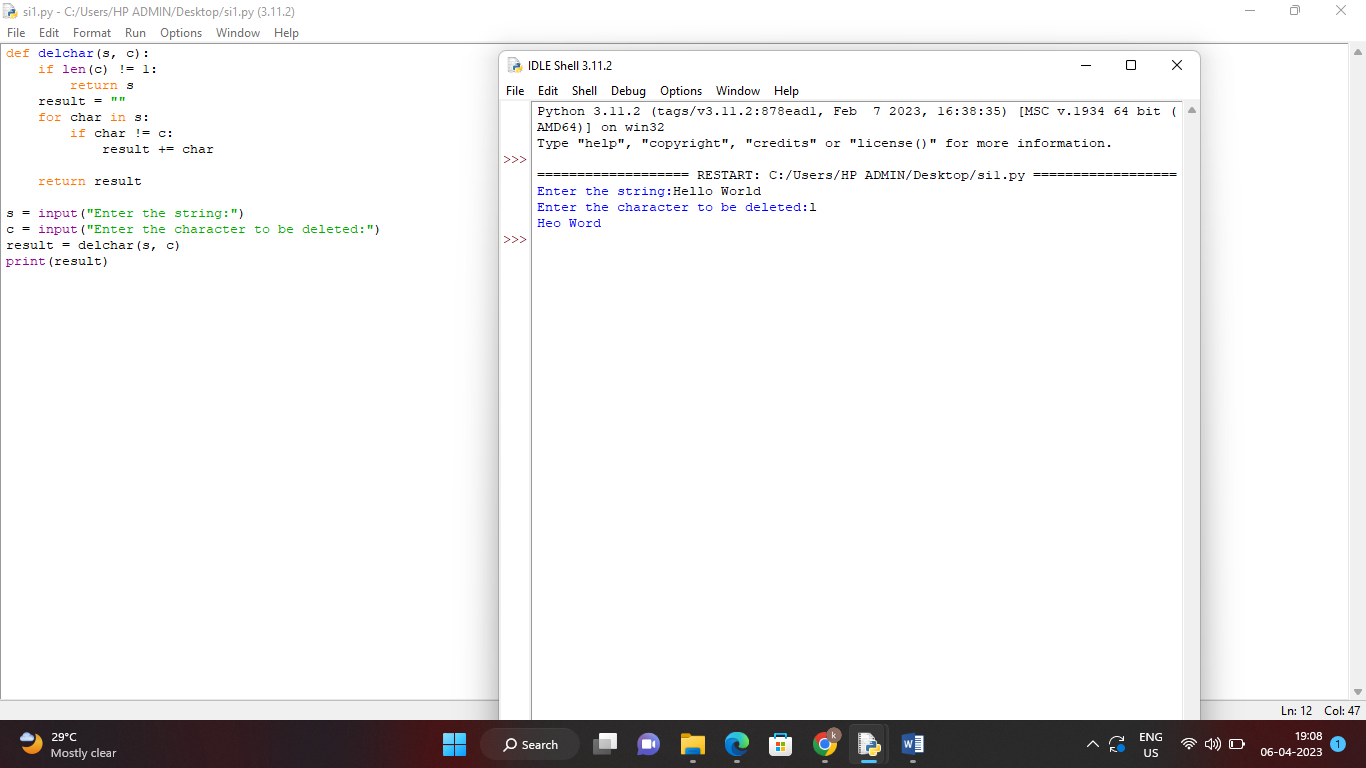 si1.py - C:/Users/HP ADMIN/Desktop/si1.py (3.11.2)
File Edit Format Run Options Window Help
def delchar(s, c):
    if len(c) != 1:
        return s
    result = ""
    for char in s:
        if char != c:
            result += char
    return result
s = input("Enter the string:")
c = input("Enter the character to be deleted:")
result = delchar(s, c)
print(result)
IDLE Shell 3.11.2
File Edit Shell Debug Options Window Help
Python 3.11.2 (tags/v3.11.2:878ead1, Feb  7 2023, 16:38:35) [MSC v.1934 64 bit (
AMD64)] on win32
Type "help", "copyright", "credits" or "license()" for more information.
>>>
=================== RESTART: C:/Users/HP ADMIN/Desktop/si1.py ==================
Enter the string:Hello World
Enter the character to be deleted:l
Heo Word
>>>
Ln: 12 Col: 47
29°C
Mostly clear
Search
k
W
ENG
US
19:08
06-04-2023
1